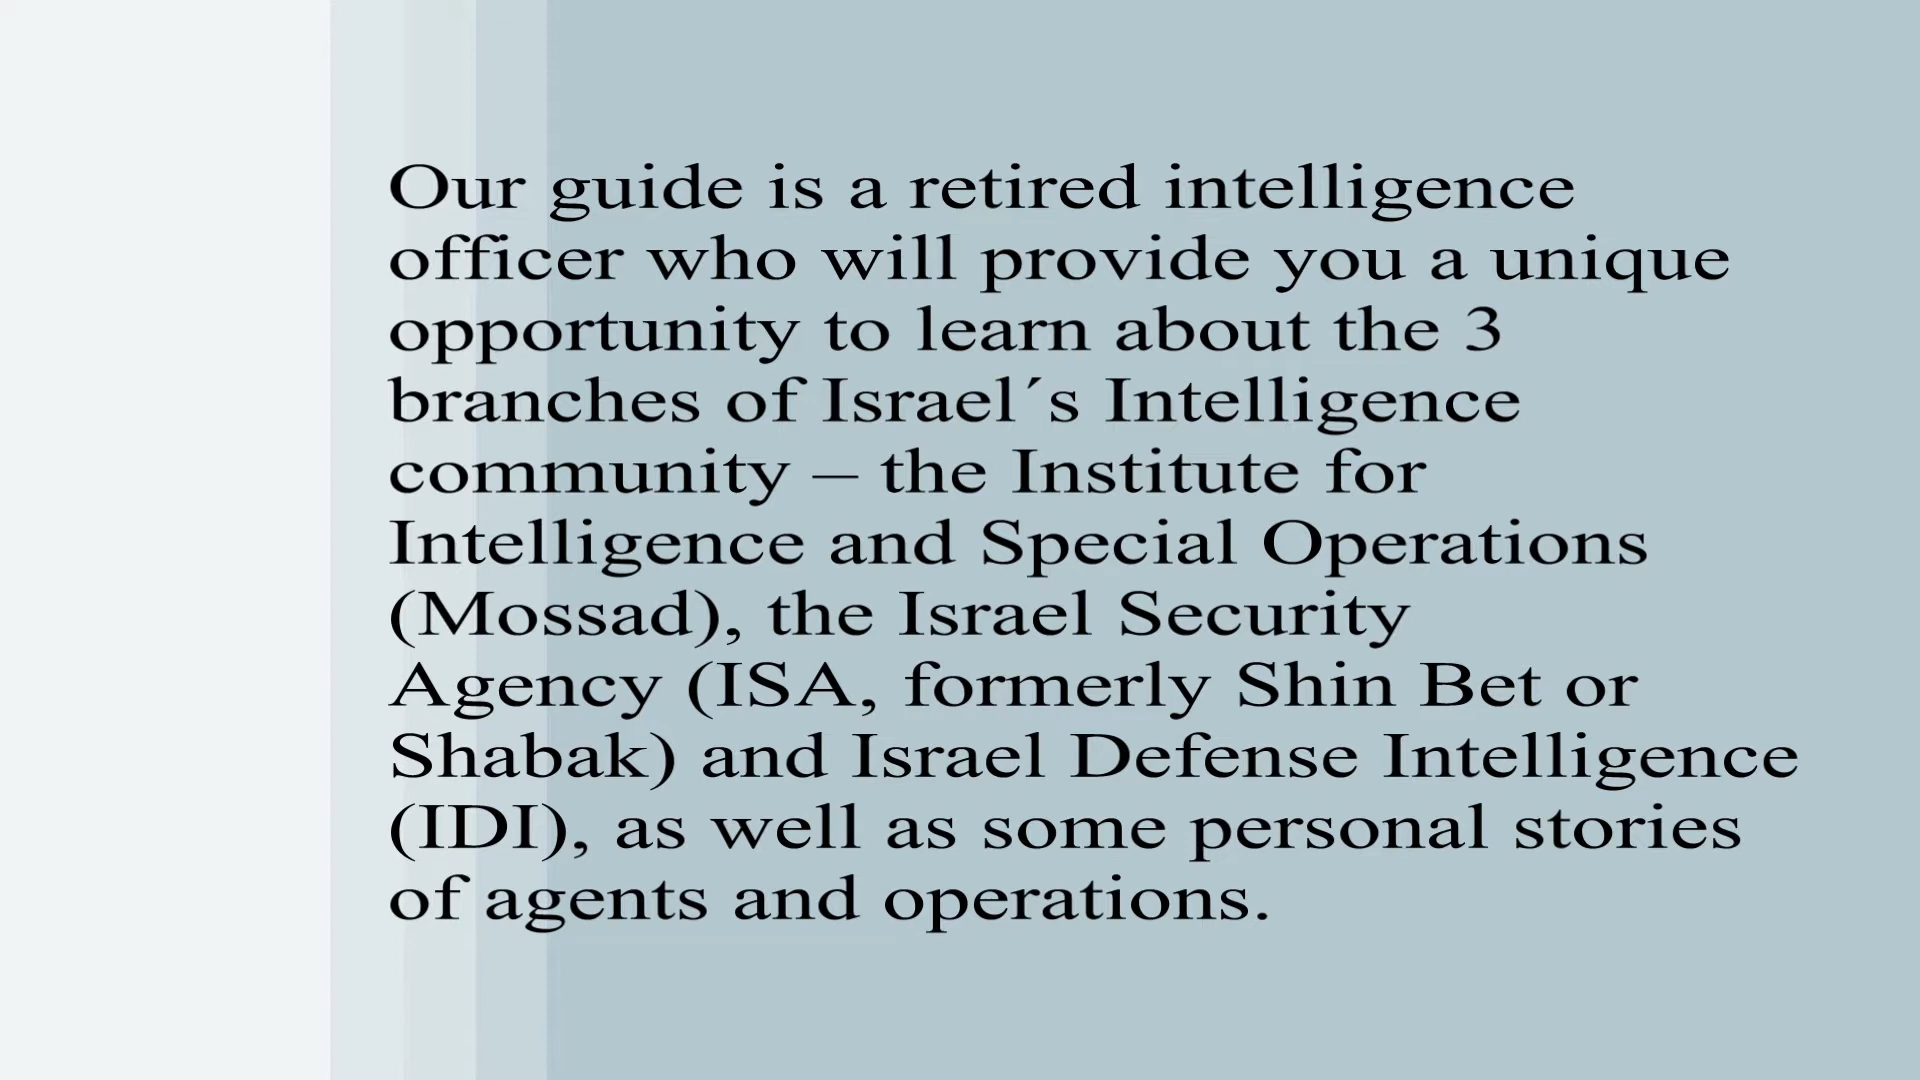 Our guide is a retired intelligence
officer who will provide you a unique
opportunity to learn about the 3
branches of Israel´s Intelligence
community – the Institute for
Intelligence and Special Operations
(Mossad), the Israel Security
Agency (ISA, formerly Shin Bet or
Shabak) and Israel Defense Intelligence
(IDI), as well as some personal stories
of agents and operations.